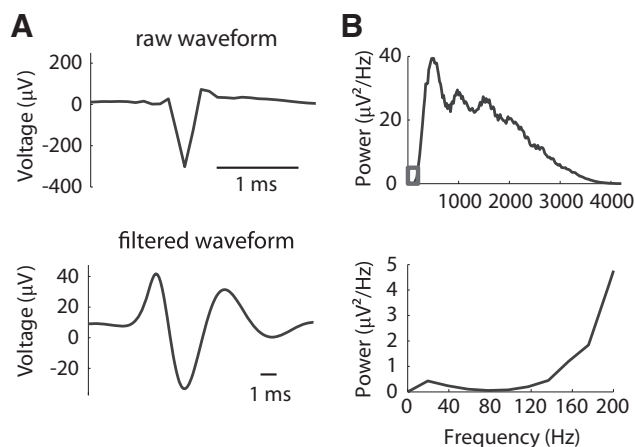 A
raw waveform
Voltage (μV)
200
0
-200
-400
1 ms
filtered waveform
Voltage (μV)
40
20
0
-20
1 ms
B
Power (μV²/Hz)
40
20
0
1000
2000
3000
4000
Power (μV²/Hz)
5
4
3
2
1
0
0
40
80
120
160
200
Frequency (Hz)